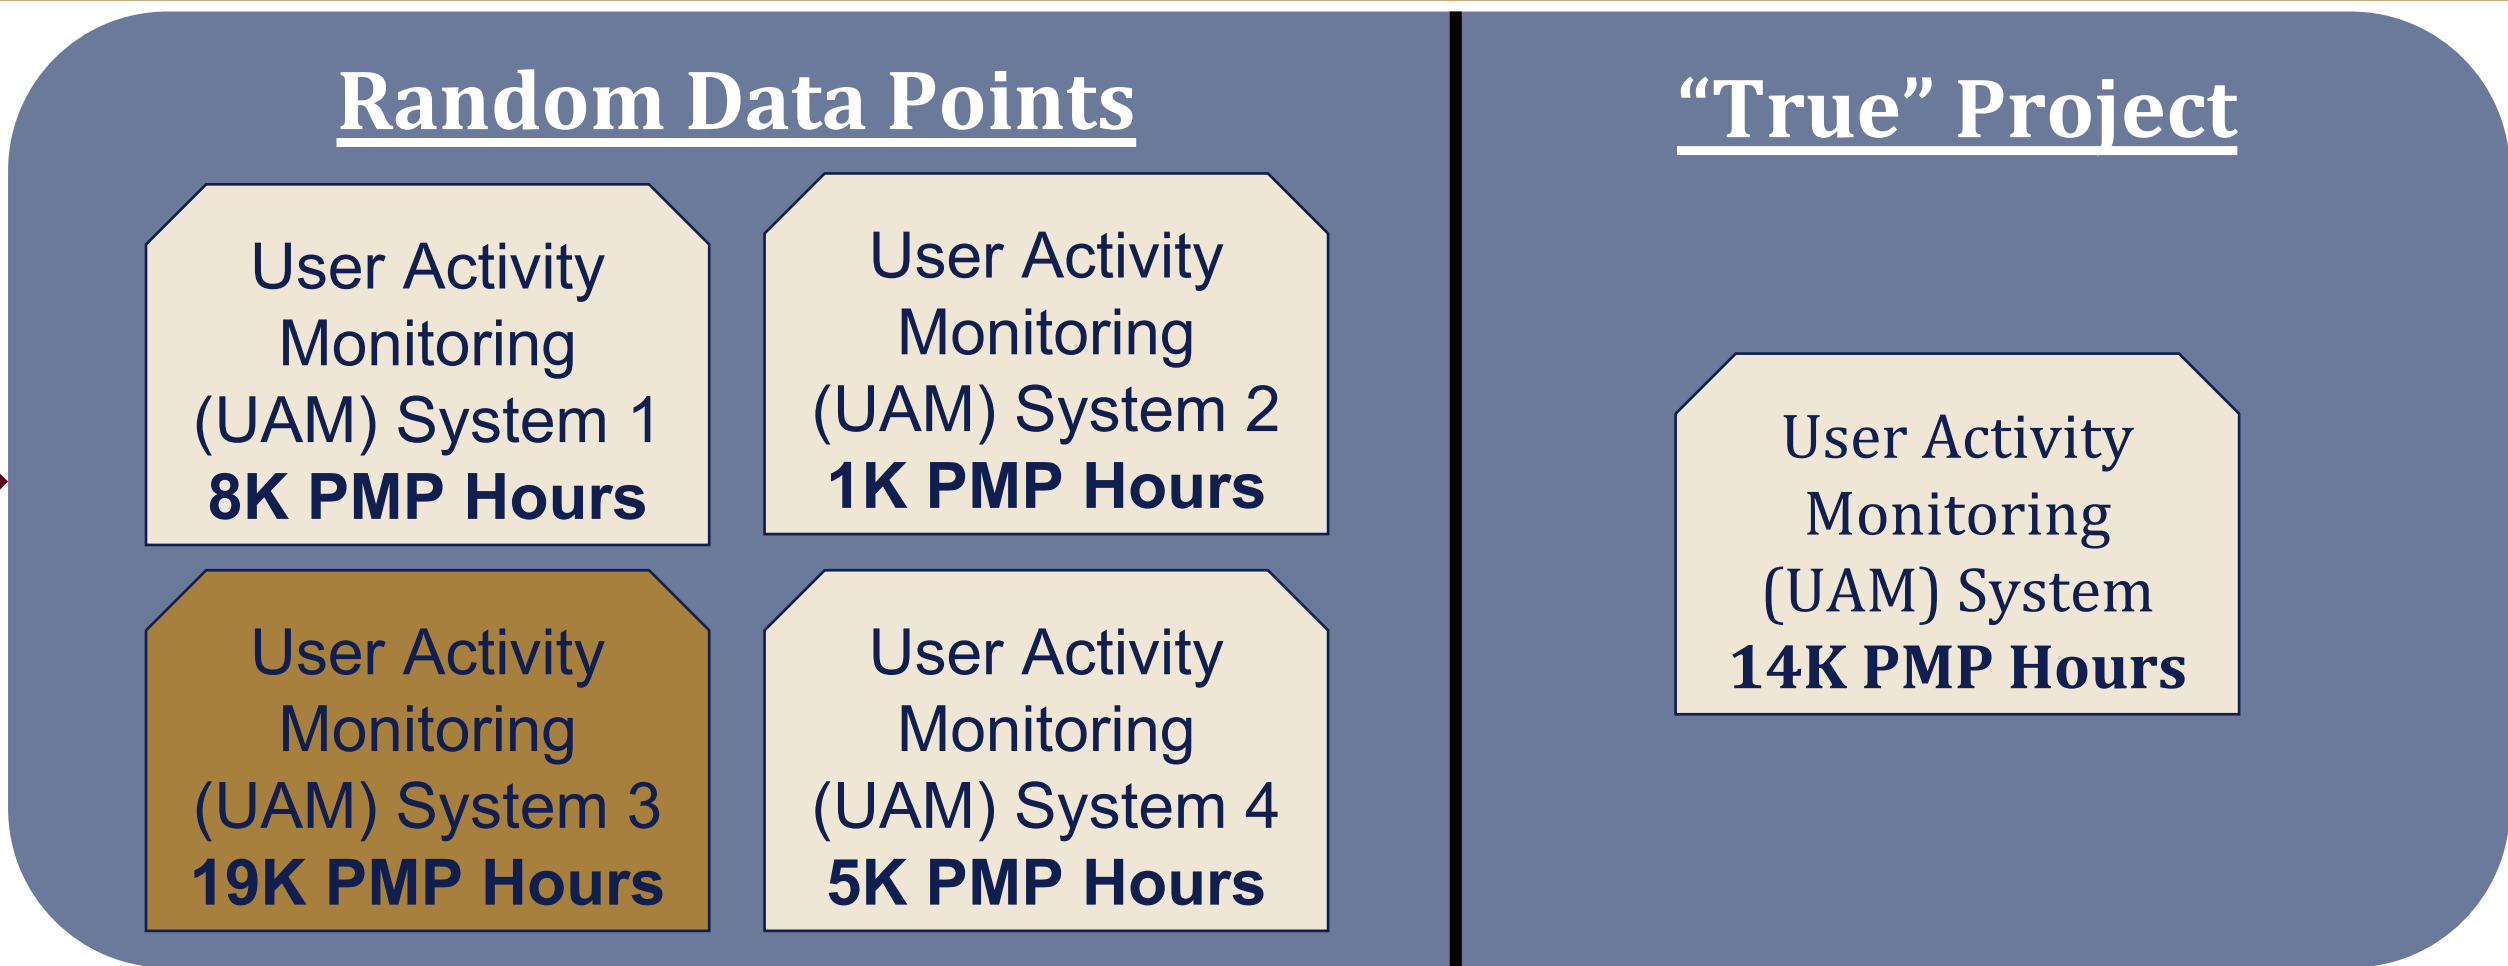 Random Data Points
User Activity
Monitoring
(UAM) System 1
8K PMP Hours
User Activity
Monitoring
(UAM) System 2
1K PMP Hours
User Activity
Monitoring
(UAM) System 3
19K PMP Hours
User Activity
Monitoring
(UAM) System 4
5K PMP Hours
“True” Project
User Activity
Monitoring
(UAM) System
14K PMP Hours